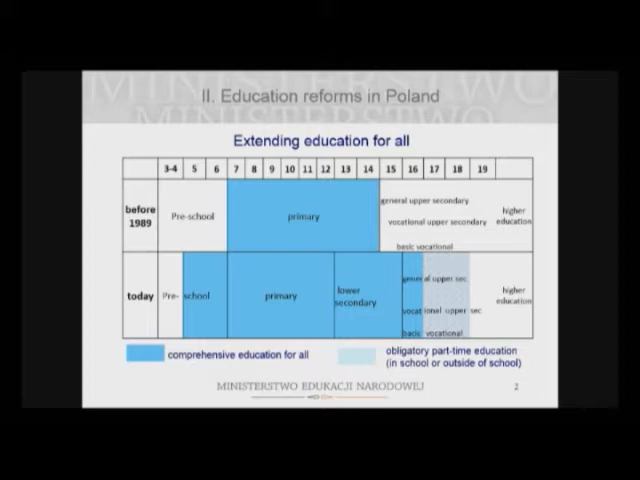 MINISTERSTWO
MINISTERSTWO
II. Education reforms in Poland
Extending education for all
3-4 5 6 7 8 9 10 11 12 13 14 15 16 17 18 19
before 1989
Pre-school
primary
general upper secondary
vocational upper secondary
basic vocational
higher education
today
Pre- school
primary
lower secondary
general upper sec
vocational upper sec
basic vocational
higher education
comprehensive education for all
obligatory part-time education
(in school or outside of school)
MINISTERSTWO EDUKACJI NARODOWEJ
2